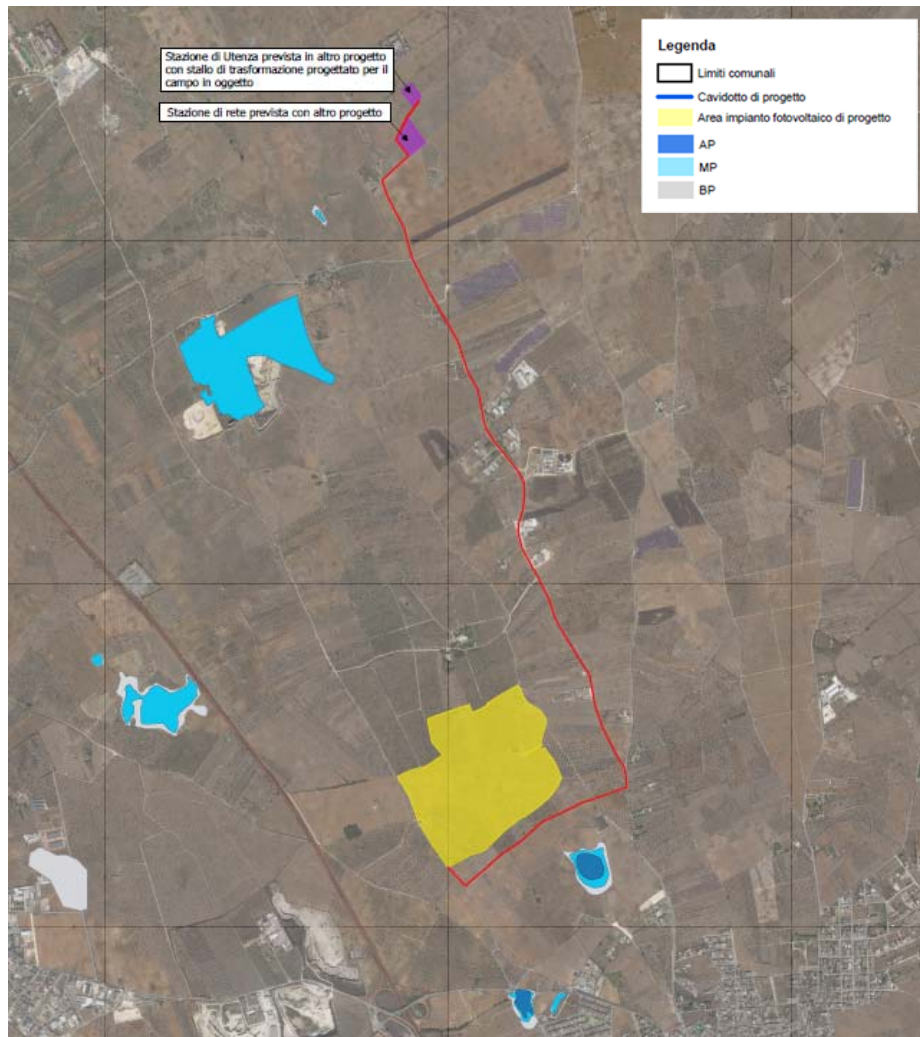 Stazione di Utenza prevista in altro progetto
con stallo di trasformazione progettato per il
campo in oggetto
Stazione di rete prevista con altro progetto
Legenda
Limiti comunali
Cavidotto di progetto
Area impianto fotovoltaico di progetto
AP
MP
BP